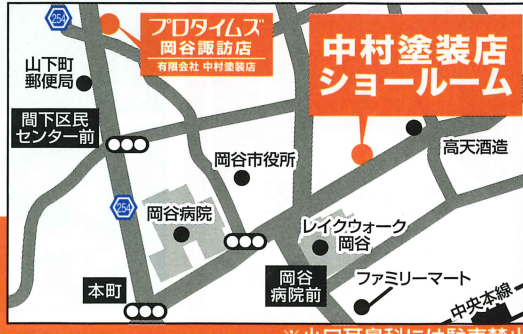 254
プロタイムズ
岡谷諏訪店
有限会社 中村塗装店
中村塗装店
ショールーム
山下町
郵便局
間下区民
センター前
高天酒造
岡谷市役所
254
岡谷病院
レイクウォーク
岡谷
本町
岡谷
病院前
ファミリーマート
中央本線